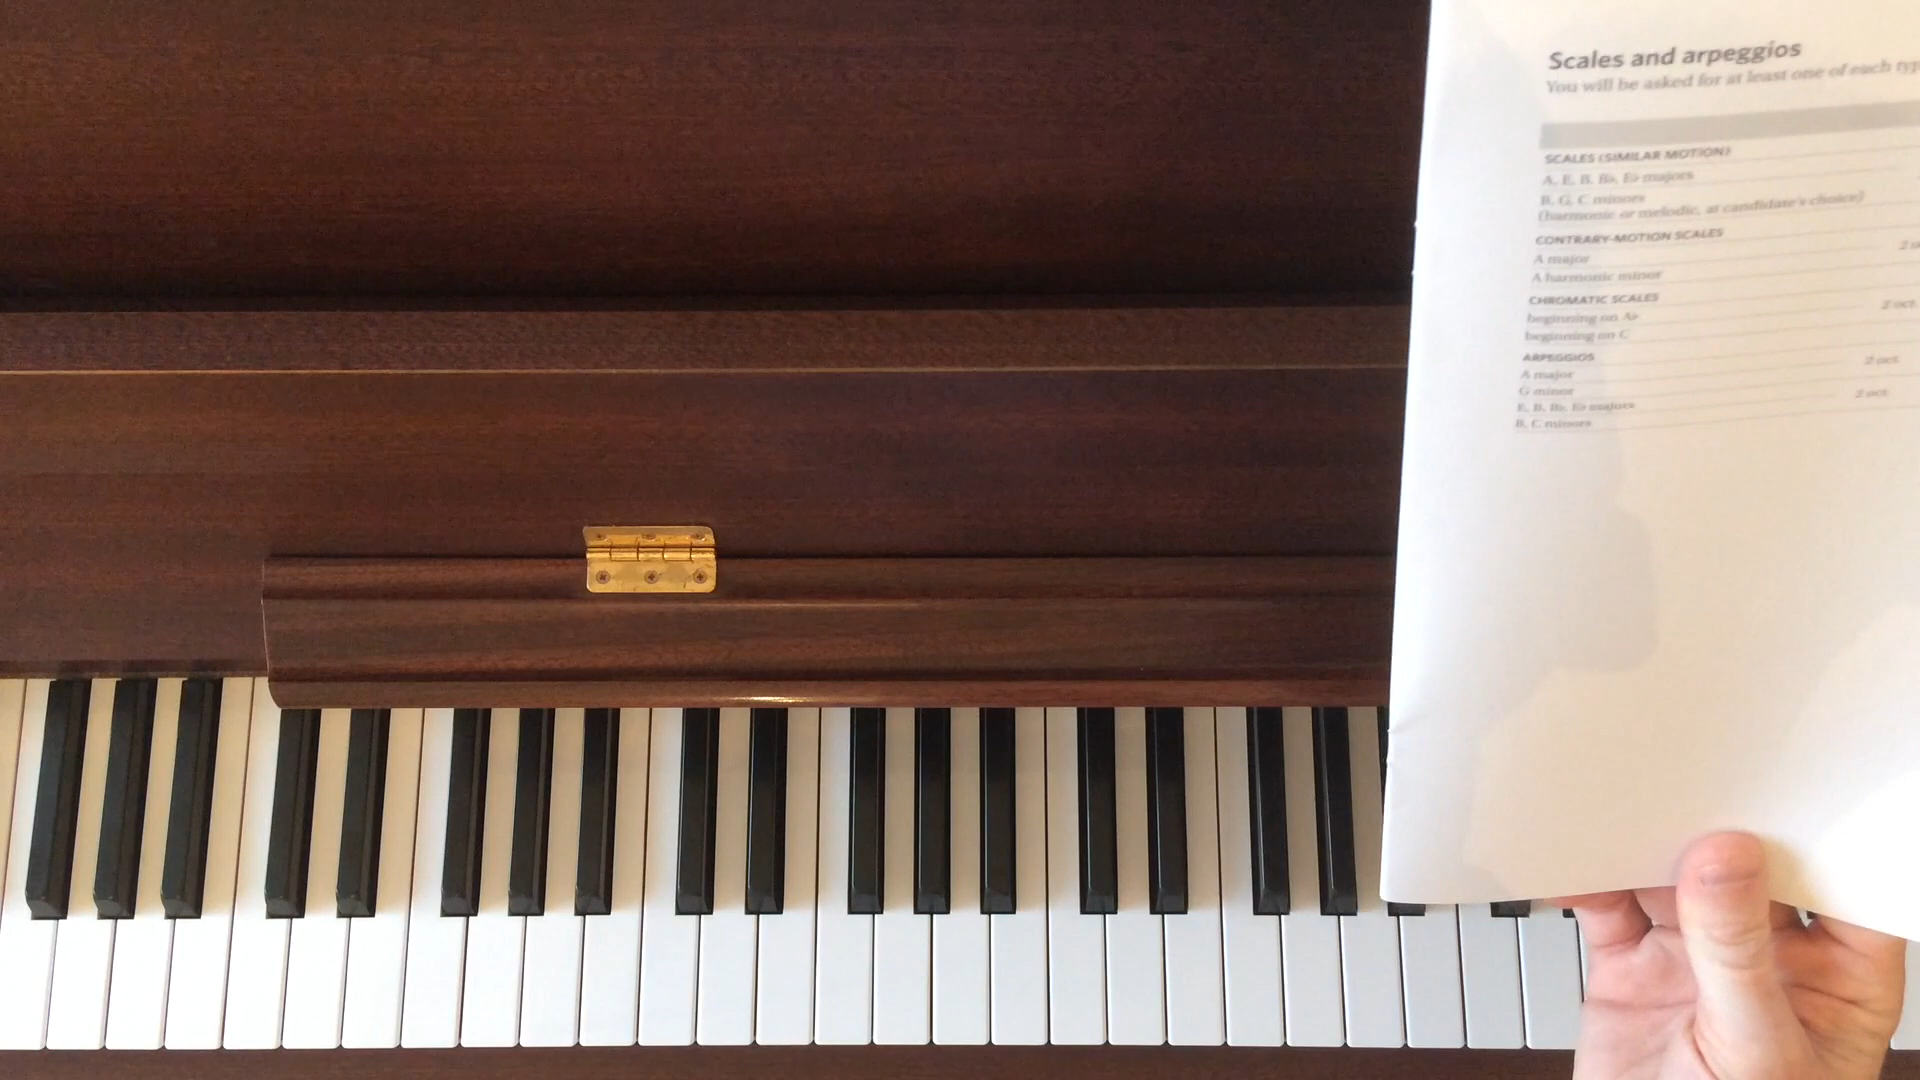 Scales and arpeggios
You will be asked for at least one of each typ
SCALES (SIMILAR MOTION)
A, E, B, B♭, E♭ majors
B, G, C minors
(harmonic or melodic, at candidate's choice)
CONTRARY-MOTION SCALES
A major
A harmonic minor
CHROMATIC SCALES
2 oct.
beginning on A♭
beginning on C
ARPEGGIOS
2 oct.
A major
G minor
2 oct.
E, B, B♭, E♭ majors
B, C minors